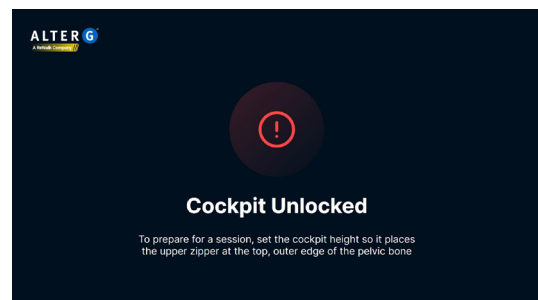 ALTER G
A ReWalk Company
Cockpit Unlocked
To prepare for a session, set the cockpit height so it places
the upper zipper at the top, outer edge of the pelvic bone